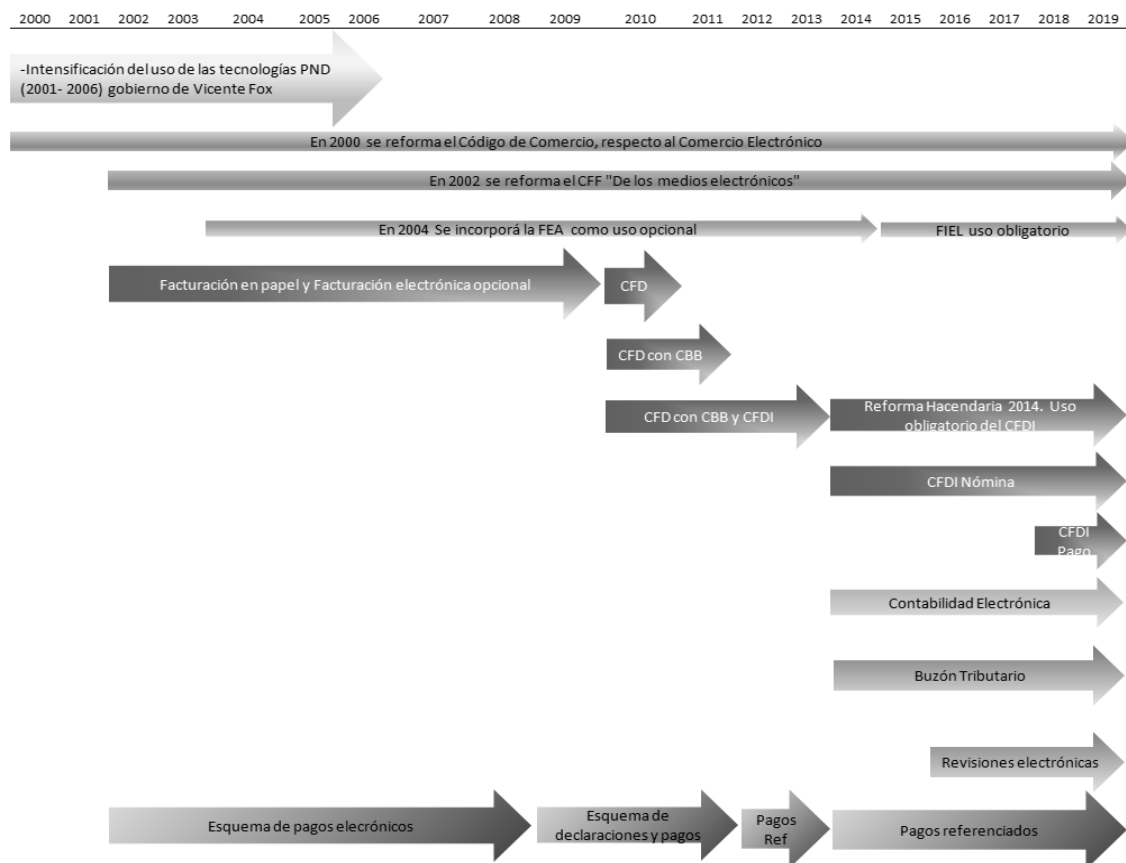 2000 2001 2002 2003 2004 2005 2006 2007 2008 2009 2010 2011 2012 2013 2014 2015 2016 2017 2018 2019
-Intensificación del uso de las tecnologías PND
(2001- 2006) gobierno de Vicente Fox
En 2000 se reforma el Código de Comercio, respecto al Comercio Electrónico
En 2002 se reforma el CFF "De los medios electrónicos"
En 2004 Se incorporá la FEA como uso opcional
FIEL uso obligatorio
Facturación en papel y Facturación electrónica opcional
CFD
CFD con CBB
CFD con CBB y CFDI
Reforma Hacendaria 2014. Uso
obligatorio del CFDI
CFDI Nómina
CFDI
Pago
Contabilidad Electrónica
Buzón Tributario
Revisiones electrónicas
Esquema de pagos elecrónicos
Esquema de
declaraciones y pagos
Pagos
Ref
Pagos referenciados